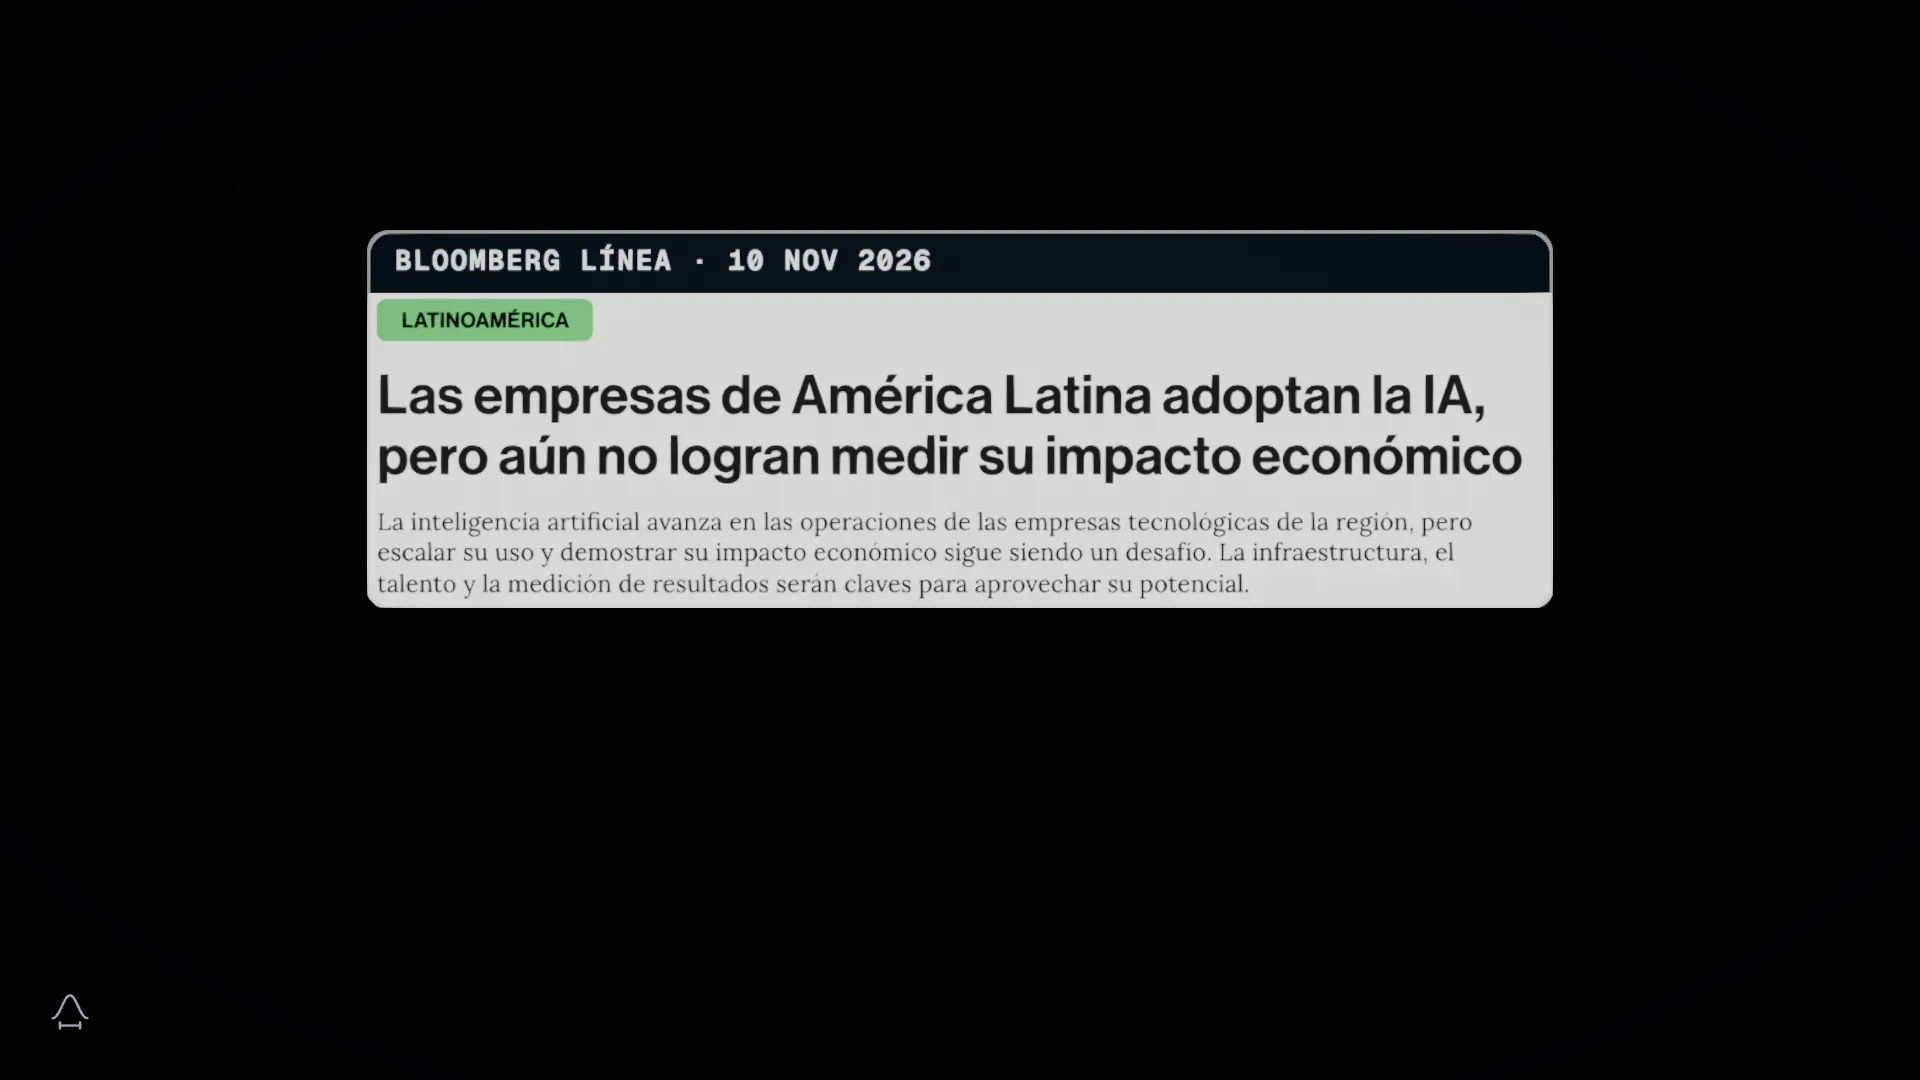 BLOOMBERG LÍNEA · 10 NOV 2026
LATINOAMÉRICA
Las empresas de América Latina adoptan la IA,
pero aún no logran medir su impacto económico
La inteligencia artificial avanza en las operaciones de las empresas tecnológicas de la región, pero
escalar su uso y demostrar su impacto económico sigue siendo un desafío. La infraestructura, el
talento y la medición de resultados serán claves para aprovechar su potencial.